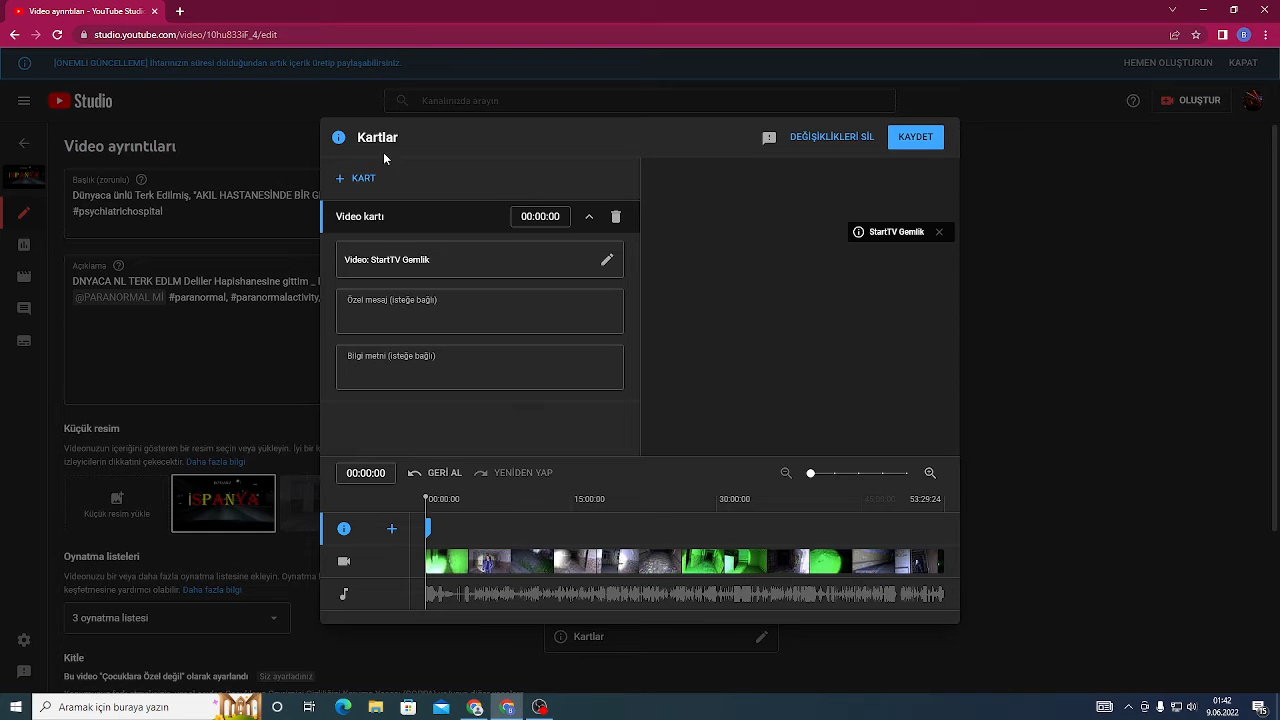 Video ayrıntıları - YouTube Studio
studio.youtube.com/video/10hu833iF_4/edit
B
[ÖNEMLİ GÜNCELLEME] İhtarınızın süresi dolduğundan artık içerik üretip paylaşabilirsiniz.
HEMEN OLUŞTURUN
KAPAT
Studio
Kanalınızda arayın
OLUŞTUR
Video ayrıntıları
Başlık (zorunlu)
Dünyaca ünlü Terk Edilmiş, "AKIL HASTANESİNDE BİR G
#psychiatrichospital
Açıklama
DNYACA NL TERK EDLM Deliler Hapishanesine gittim _
@PARANORMAL Mİ #paranormal, #paranormalactivity,
Küçük resim
Videonuzun içeriğini gösteren bir resim seçin veya yükleyin. İyi bir k
izleyicilerin dikkatini çekecektir. Daha fazla bilgi
Küçük resim yükle
İSPANYA
Oynatma listeleri
Videonuzu bir veya daha fazla oynatma listesine ekleyin. Oynatma l
keşfetmesine yardımcı olabilir. Daha fazla bilgi
3 oynatma listesi
Kitle
Bu video "Çocuklara Özel değil" olarak ayarlandı
Siz ayarladınız
Kartlar
DEĞİŞİKLİKLERİ SİL
KAYDET
+ KART
Video kartı
00:00:00
Video: StartTV Gemlik
Özel mesaj (isteğe bağlı)
Bilgi metni (isteğe bağlı)
StartTV Gemlik
00:00:00
GERİ AL
YENİDEN YAP
00:00:00
15:00:00
30:00:00
45:00:00
53:29:24
Kartlar
Aramak için buraya yazın
01:42
9.06.2022